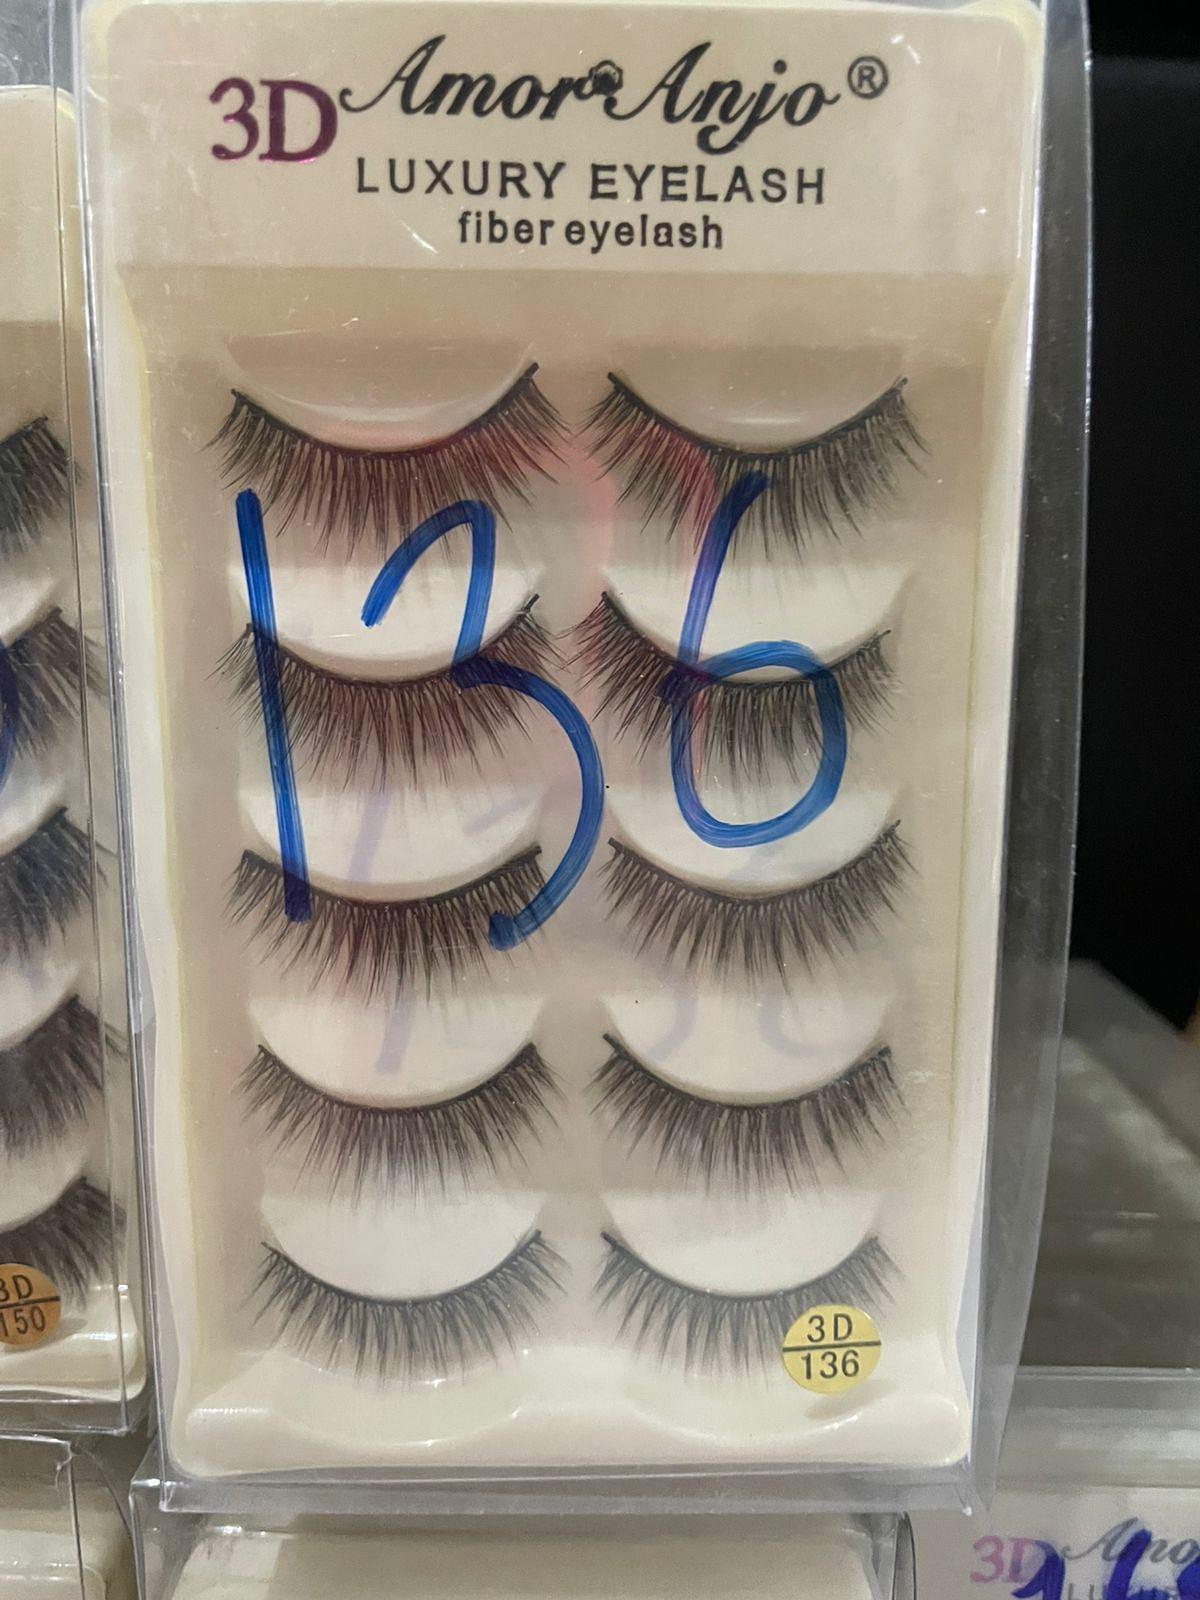 3D Amor Anjo®
LUXURY EYELASH
fiber eyelash
136
3D
136
3D
150
3D